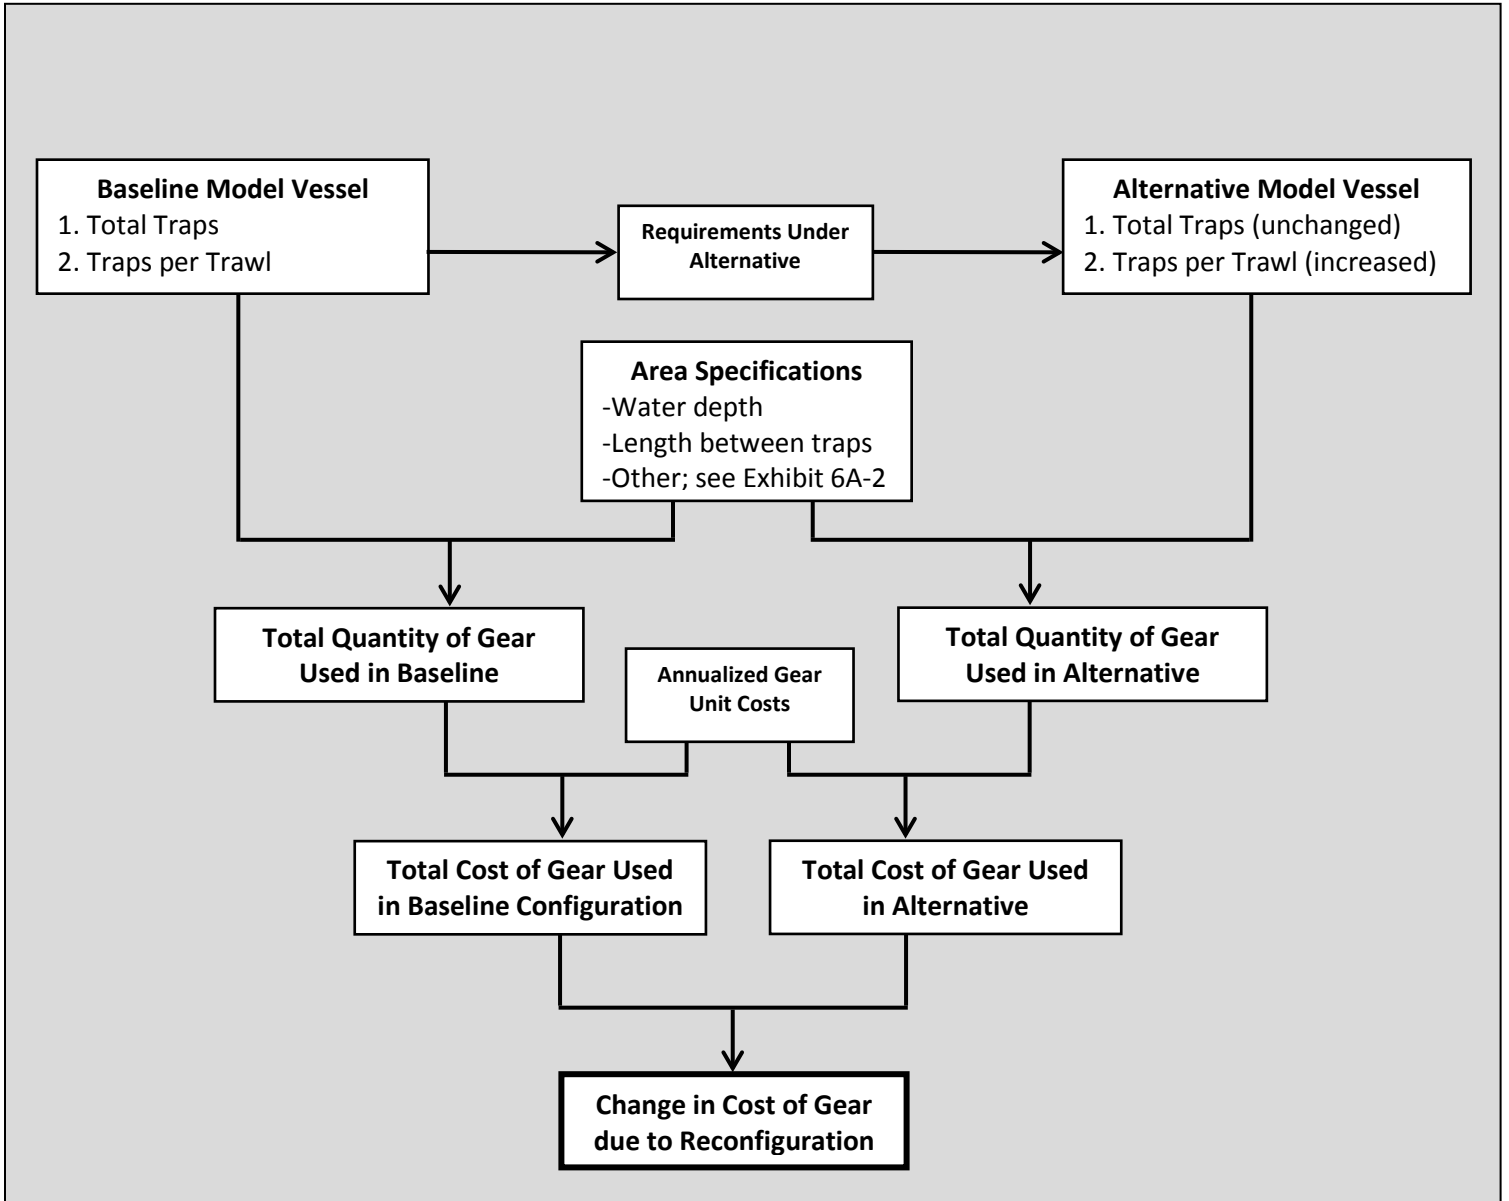 Baseline Model Vessel
1. Total Traps
2. Traps per Trawl
Requirements Under
Alternative
Alternative Model Vessel
1. Total Traps (unchanged)
2. Traps per Trawl (increased)
Area Specifications
-Water depth
-Length between traps
-Other; see Exhibit 6A-2
Total Quantity of Gear
Used in Baseline
Annualized Gear
Unit Costs
Total Quantity of Gear
Used in Alternative
Total Cost of Gear Used
in Baseline Configuration
Total Cost of Gear Used
in Alternative
Change in Cost of Gear
due to Reconfiguration